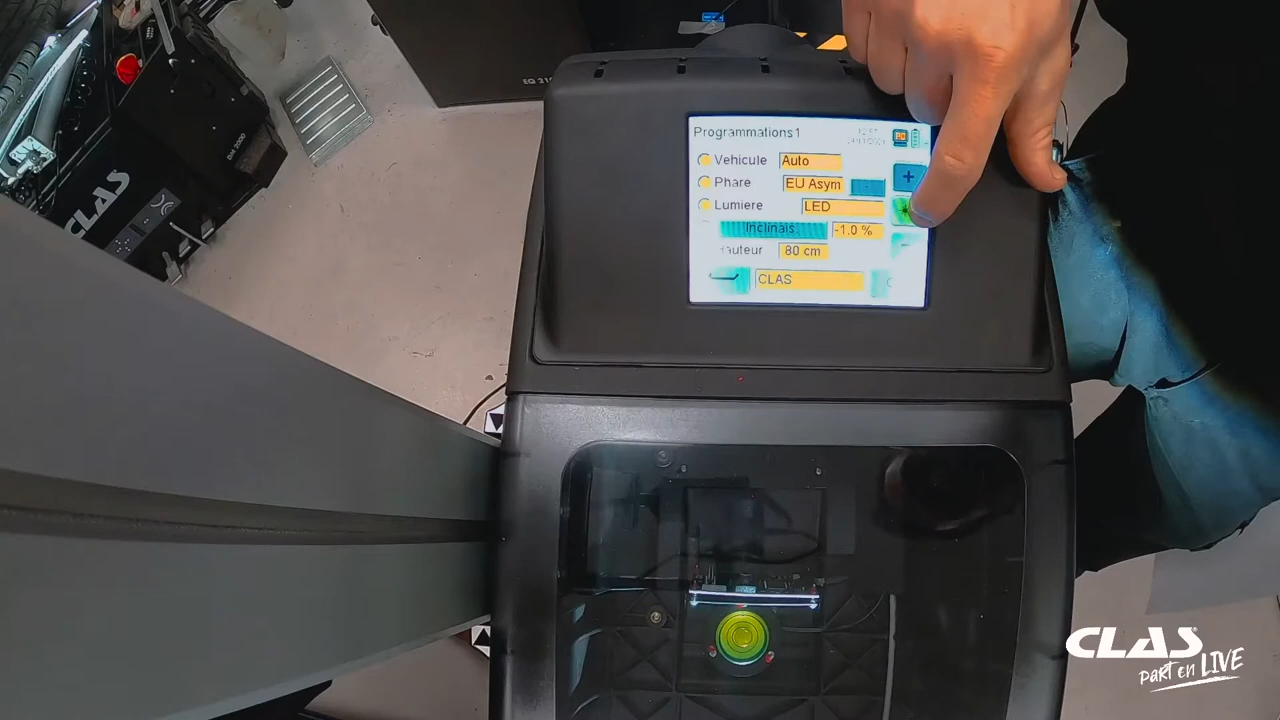 Programmations1
Vehicule Auto
Phare EU Asym
Lumiere LED
Inclinais -1.0 %
auteur 80 cm
CLAS
CLAS
CLAS
PART EN LIVE